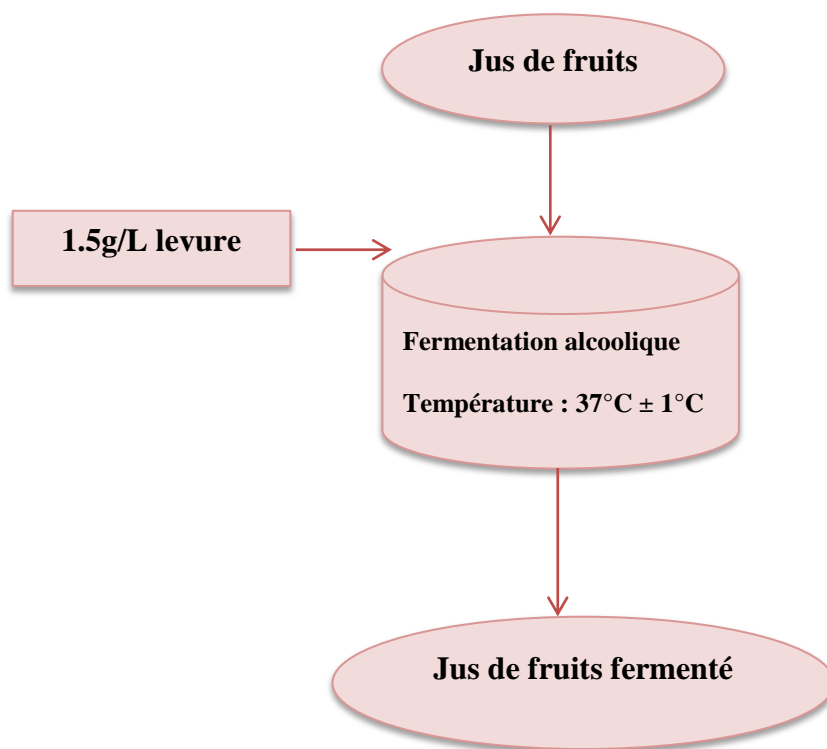 Jus de fruits
1.5g/L levure
Fermentation alcoolique
Température : 37°C ± 1°C
Jus de fruits fermenté